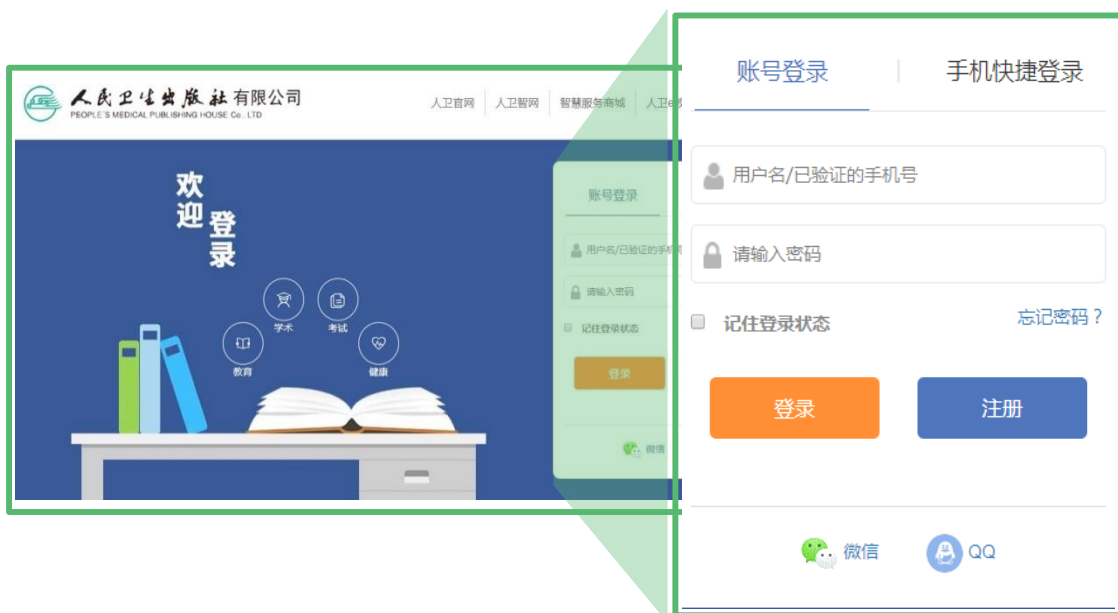 人民卫生出版社有限公司
PEOPLE'S MEDICAL PUBLISHING HOUSE Co., LTD
人卫官网 人卫智网 智慧服务商城 人卫e
欢迎
登录
学术 考试
教育 健康
账号登录
用户名/已验证的手机号
请输入密码
记住登录状态
登录
微信
账号登录 手机快捷登录
用户名/已验证的手机号
请输入密码
记住登录状态 忘记密码？
登录 注册
微信 QQ